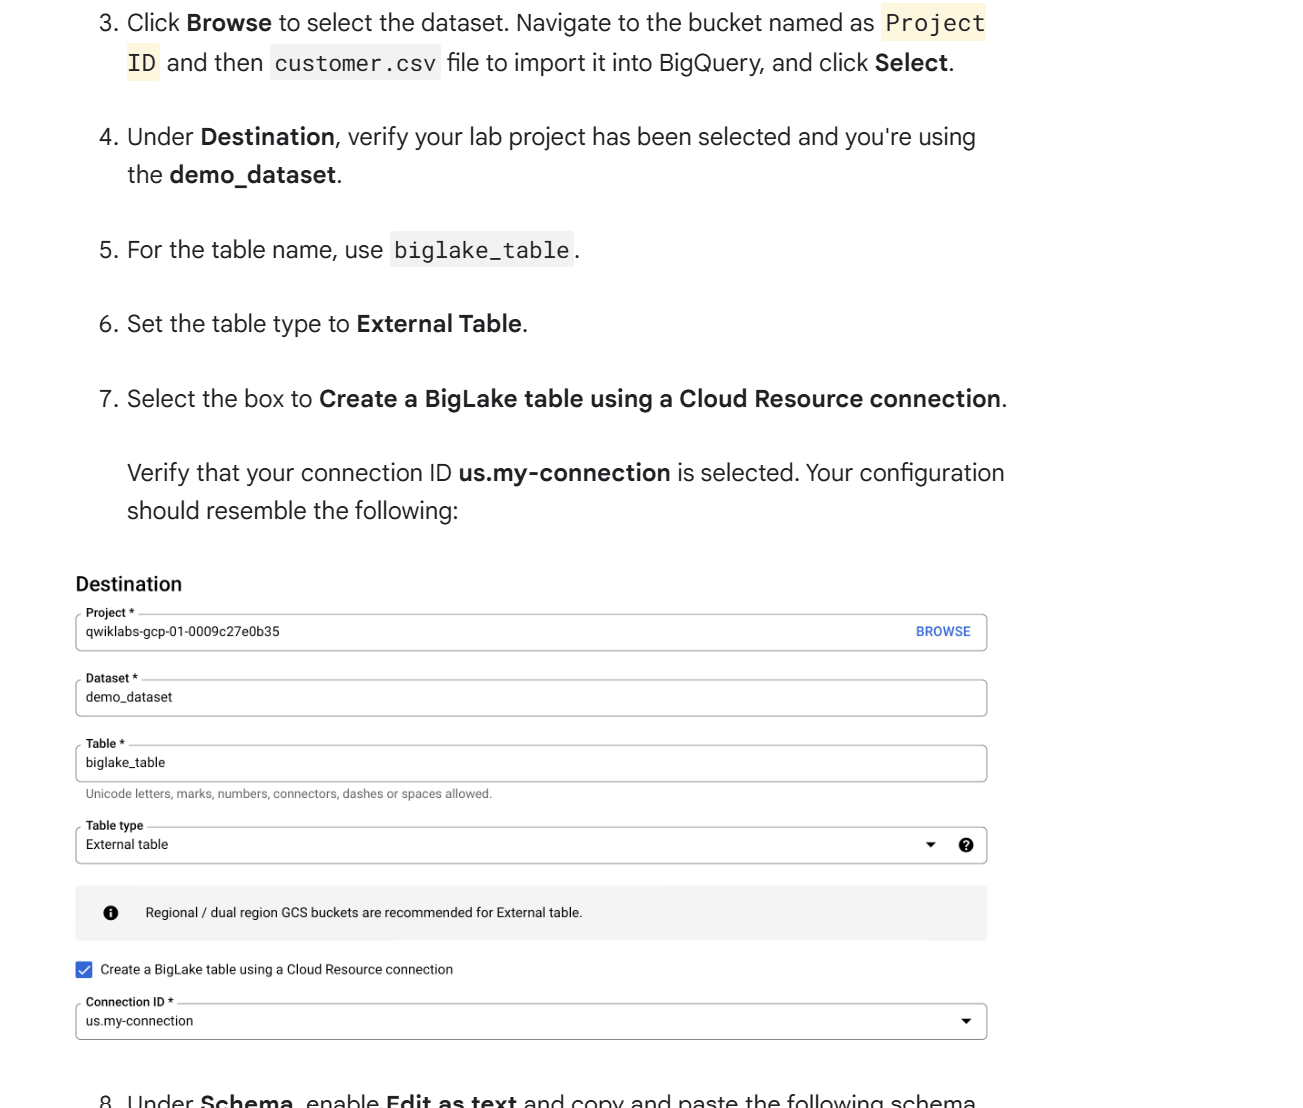 3. Click Browse to select the dataset. Navigate to the bucket named as Project
ID and then customer.csv file to import it into BigQuery, and click Select.
4. Under Destination, verify your lab project has been selected and you're using
the demo_dataset.
5. For the table name, use biglake_table.
6. Set the table type to External Table.
7. Select the box to Create a BigLake table using a Cloud Resource connection.
Verify that your connection ID us.my-connection is selected. Your configuration
should resemble the following:
Destination
Project *
qwiklabs-gcp-01-0009c27e0b35 BROWSE
Dataset *
demo_dataset
Table *
biglake_table
Unicode letters, marks, numbers, connectors, dashes or spaces allowed.
Table type
External table
Regional / dual region GCS buckets are recommended for External table.
Create a BigLake table using a Cloud Resource connection
Connection ID *
us.my-connection
8. Under Schema, enable Edit as text and copy and paste the following schema